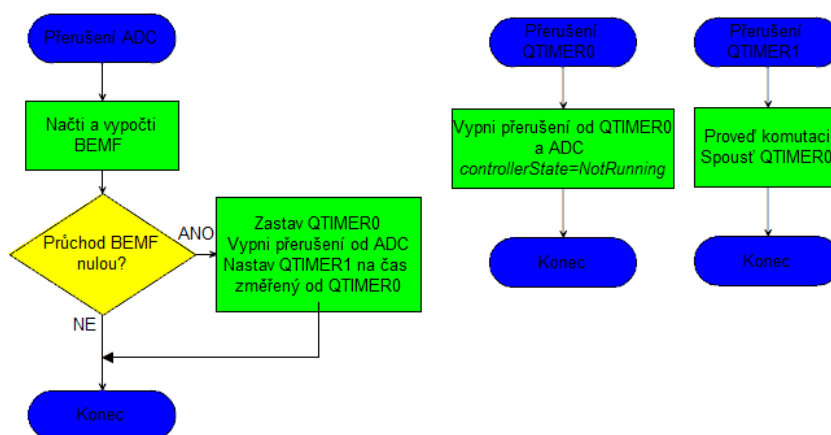 Přerušení ADC
Načti a vypočti
BEMF
Průchod BEMF
nulou?
ANO
NE
Zastav QTIMER0
Vypni přerušení od ADC
Nastav QTIMER1 na čas
změřený od QTIMER0
Konec
Přerušení
QTIMER0
Vypni přerušení od QTIMER0
a ADC
controllerState=NotRunning
Konec
Přerušení
QTIMER1
Proveď komutaci
Spousť QTIMER0
Konec